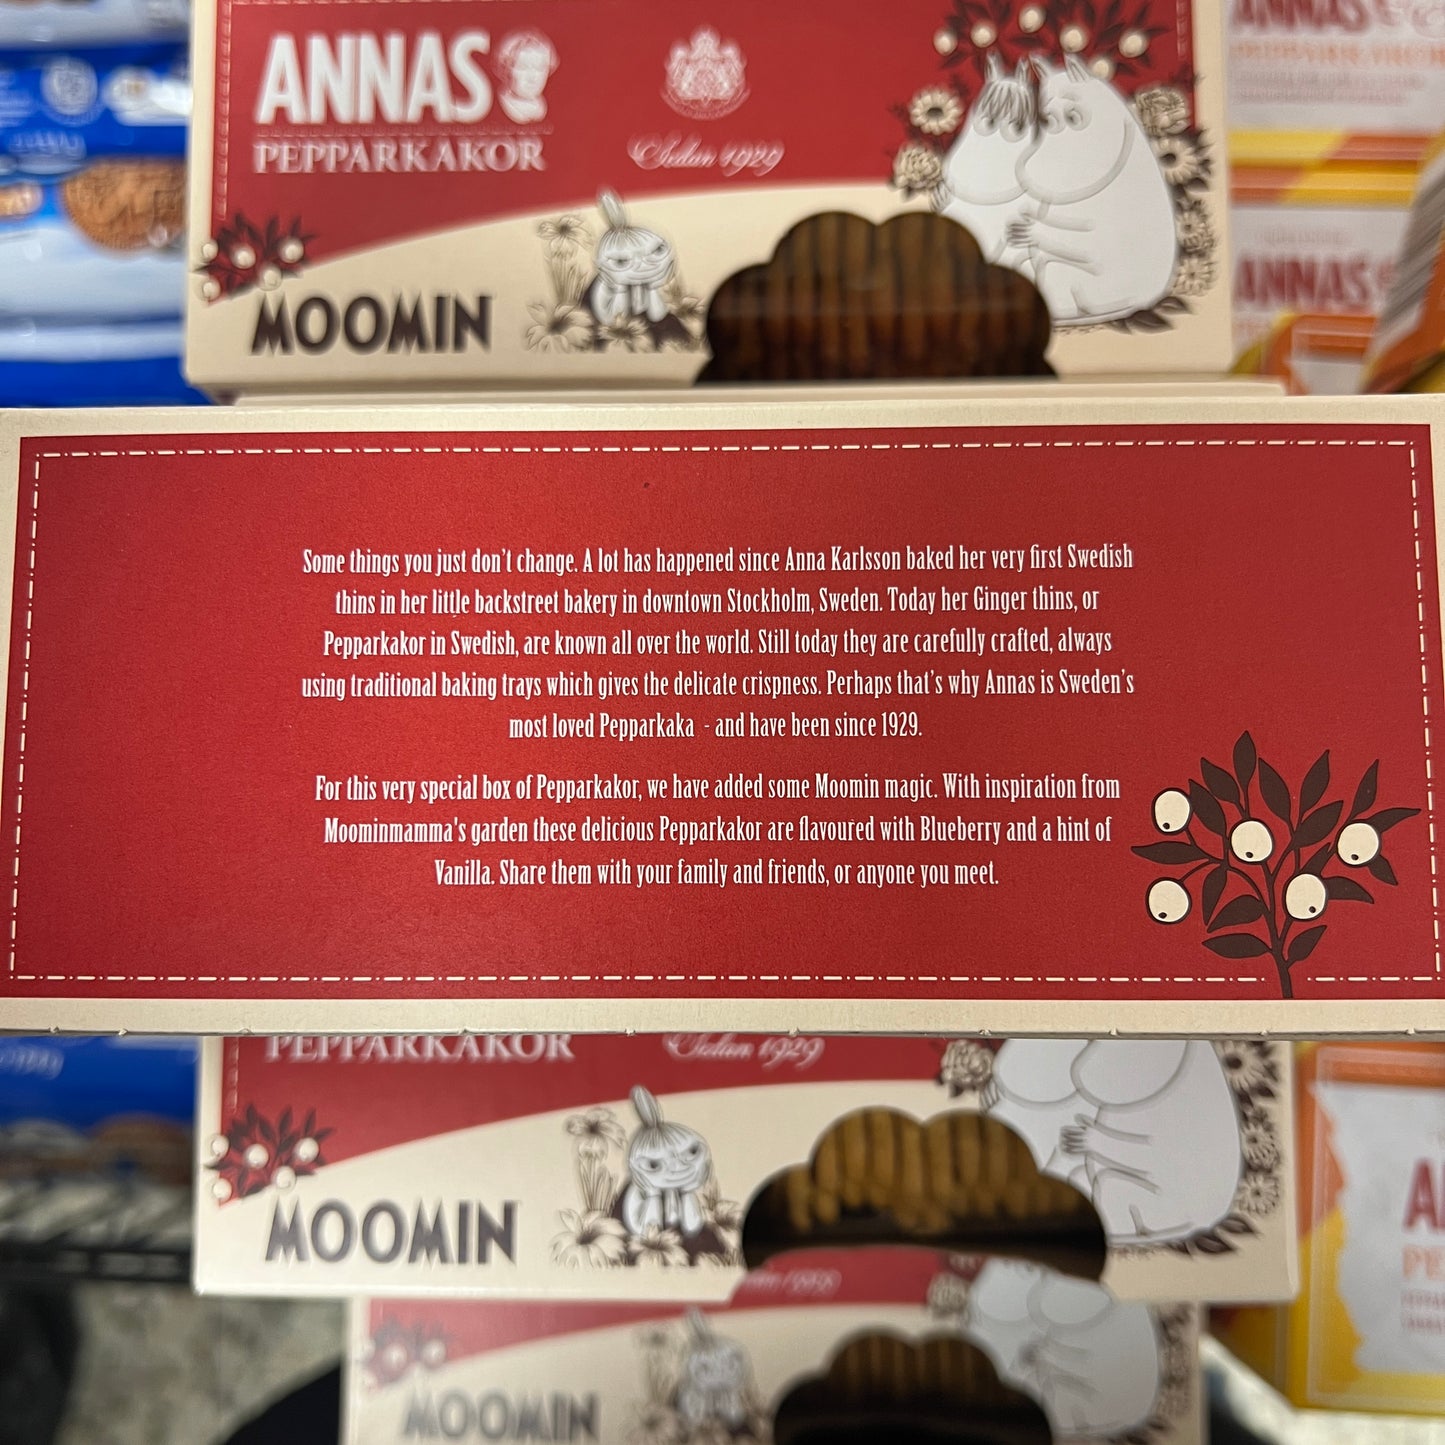 ANNAS
PEPPARKAKOR
Sedan 1929
MOOMIN
ANNAS
ANNAS
Some things you just don't change. A lot has happened since Anna Karlsson baked her very first Swedish
thins in her little backstreet bakery in downtown Stockholm, Sweden. Today her Ginger thins, or
Pepparkakor in Swedish, are known all over the world. Still today they are carefully crafted, always
using traditional baking trays which gives the delicate crispness. Perhaps that's why Annas is Sweden's
most loved Pepparkaka - and have been since 1929.
For this very special box of Pepparkakor, we have added some Moomin magic. With inspiration from
Moominmamma's garden these delicious Pepparkakor are flavoured with Blueberry and a hint of
Vanilla. Share them with your family and friends, or anyone you meet.
PEPPARKAKOR
Sedan 1929
MOOMIN
MOOMIN